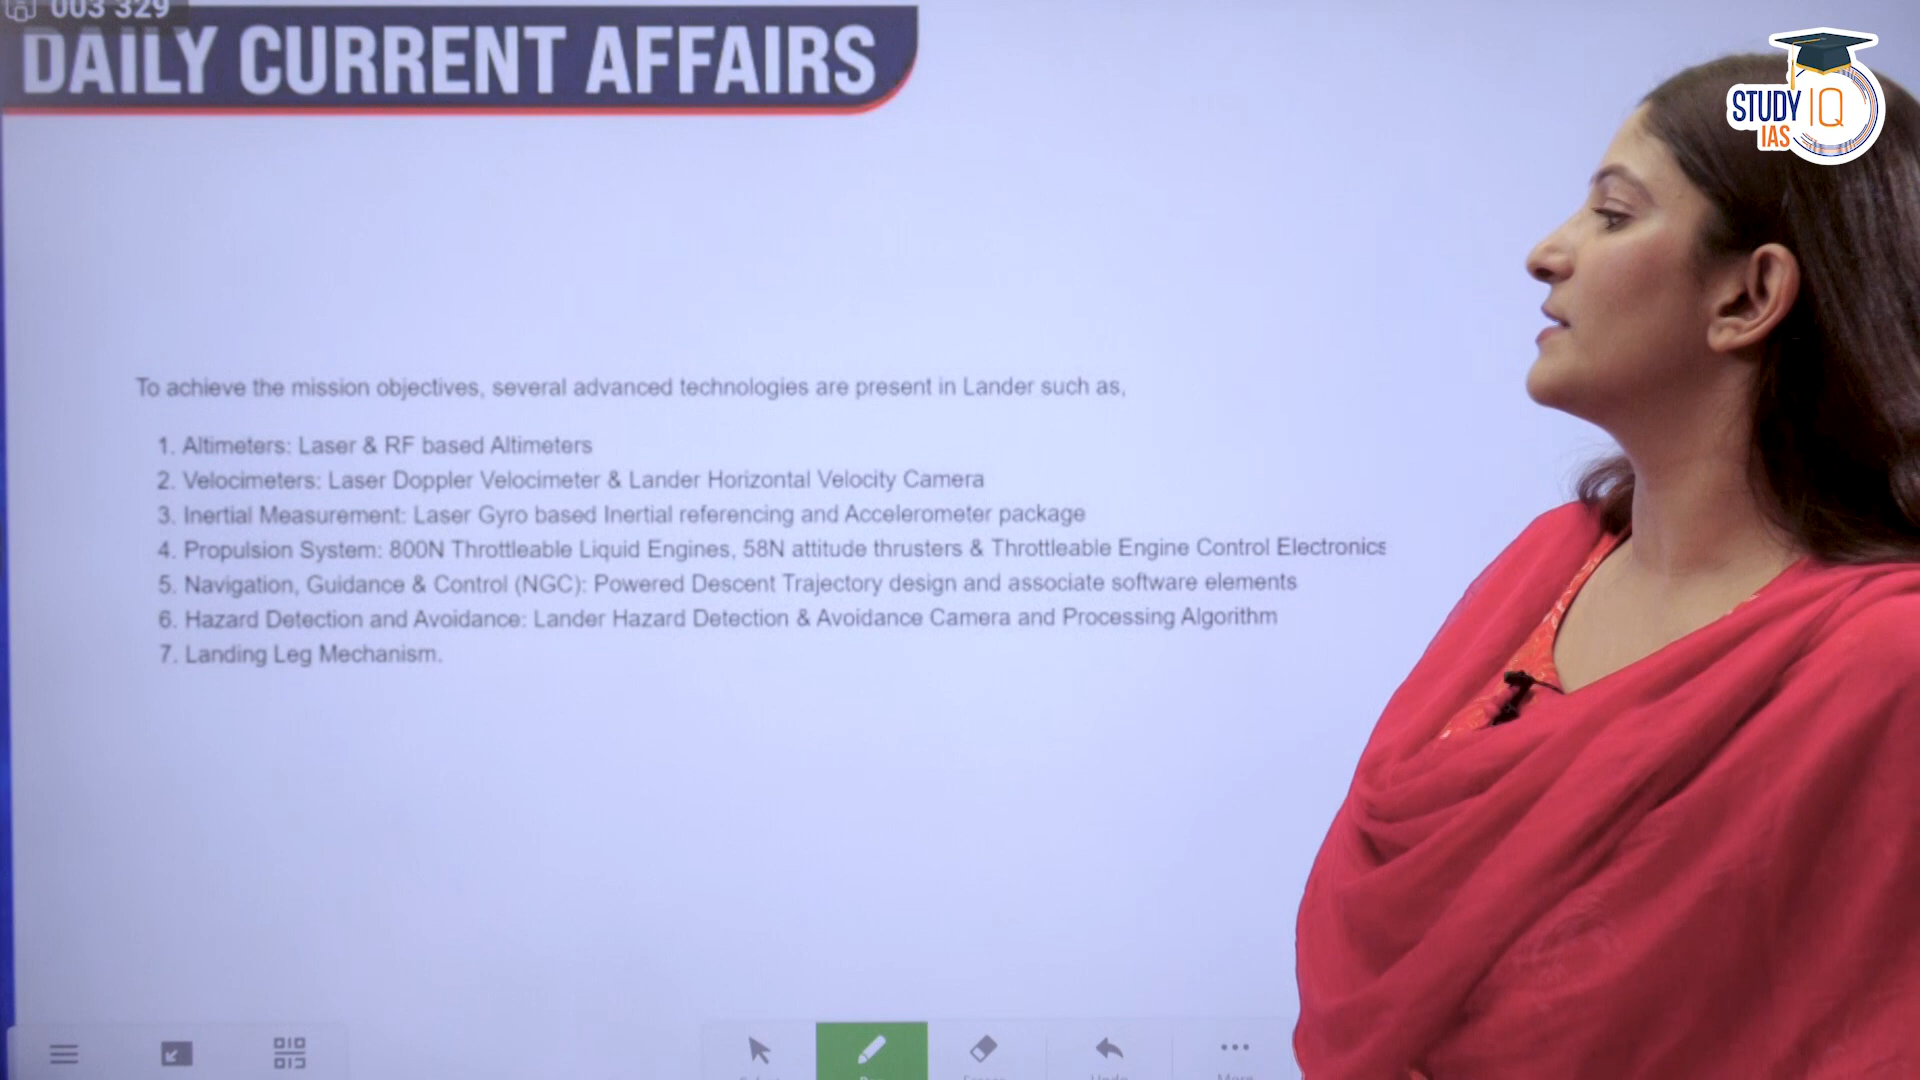 003 329
DAILY CURRENT AFFAIRS
STUDY IQ
IAS
To achieve the mission objectives, several advanced technologies are present in Lander such as,
1. Altimeters: Laser & RF based Altimeters
2. Velocimeters: Laser Doppler Velocimeter & Lander Horizontal Velocity Camera
3. Inertial Measurement: Laser Gyro based Inertial referencing and Accelerometer package
4. Propulsion System: 800N Throttleable Liquid Engines, 58N attitude thrusters & Throttleable Engine Control Electronics
5. Navigation, Guidance & Control (NGC): Powered Descent Trajectory design and associate software elements
6. Hazard Detection and Avoidance: Lander Hazard Detection & Avoidance Camera and Processing Algorithm
7. Landing Leg Mechanism.